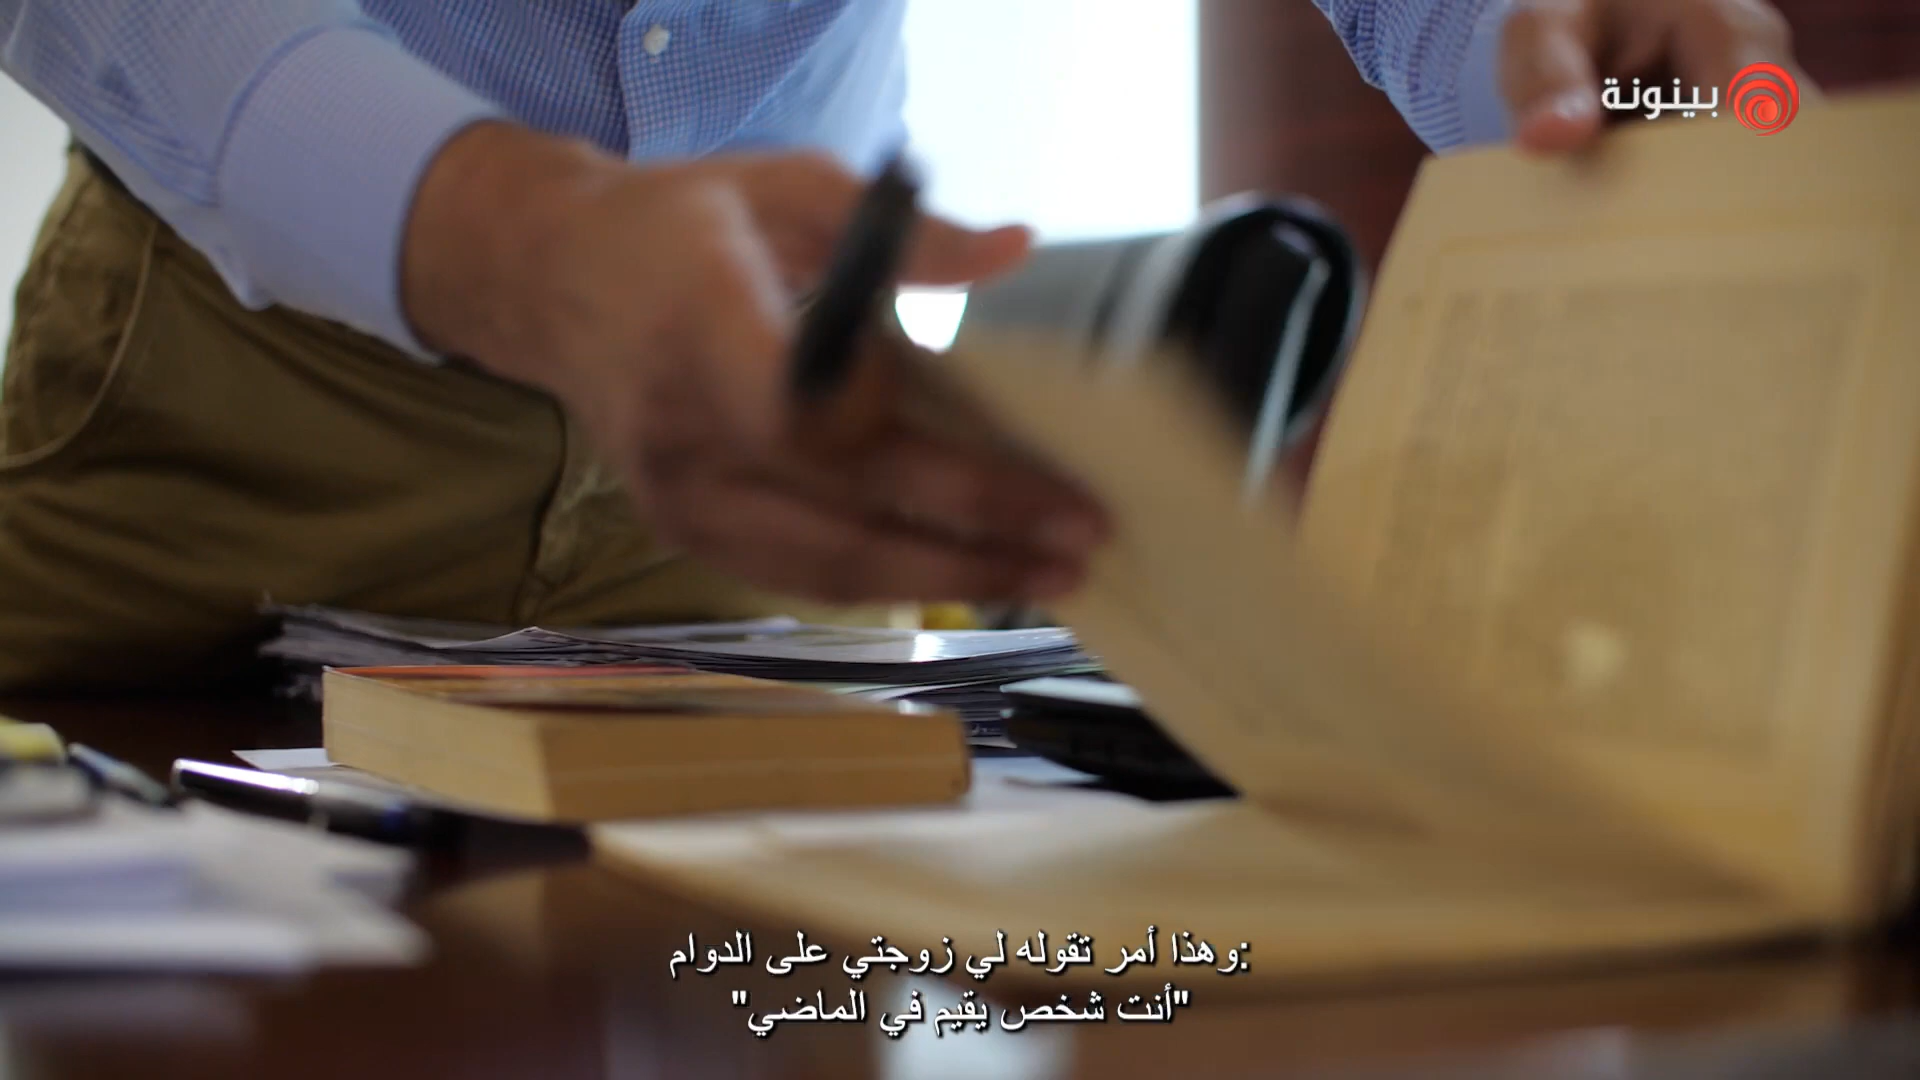 بينونة
وهذا أمر تقوله لي زوجتي على الدوام:
"أنت شخص يقيم في الماضي"